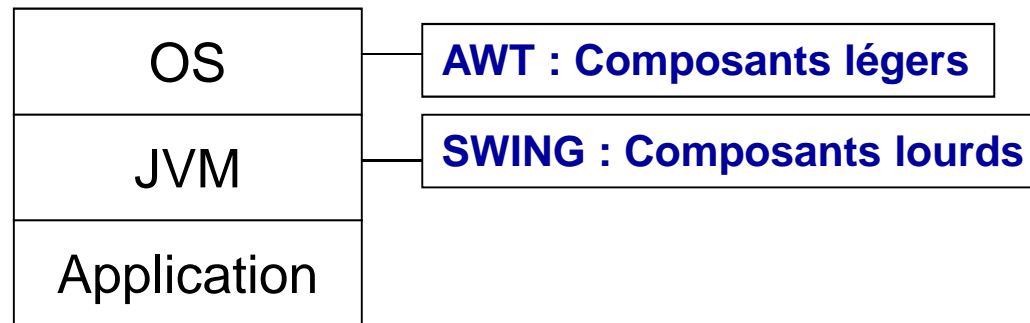 OS
AWT : Composants légers
JVM
SWING : Composants lourds
Application